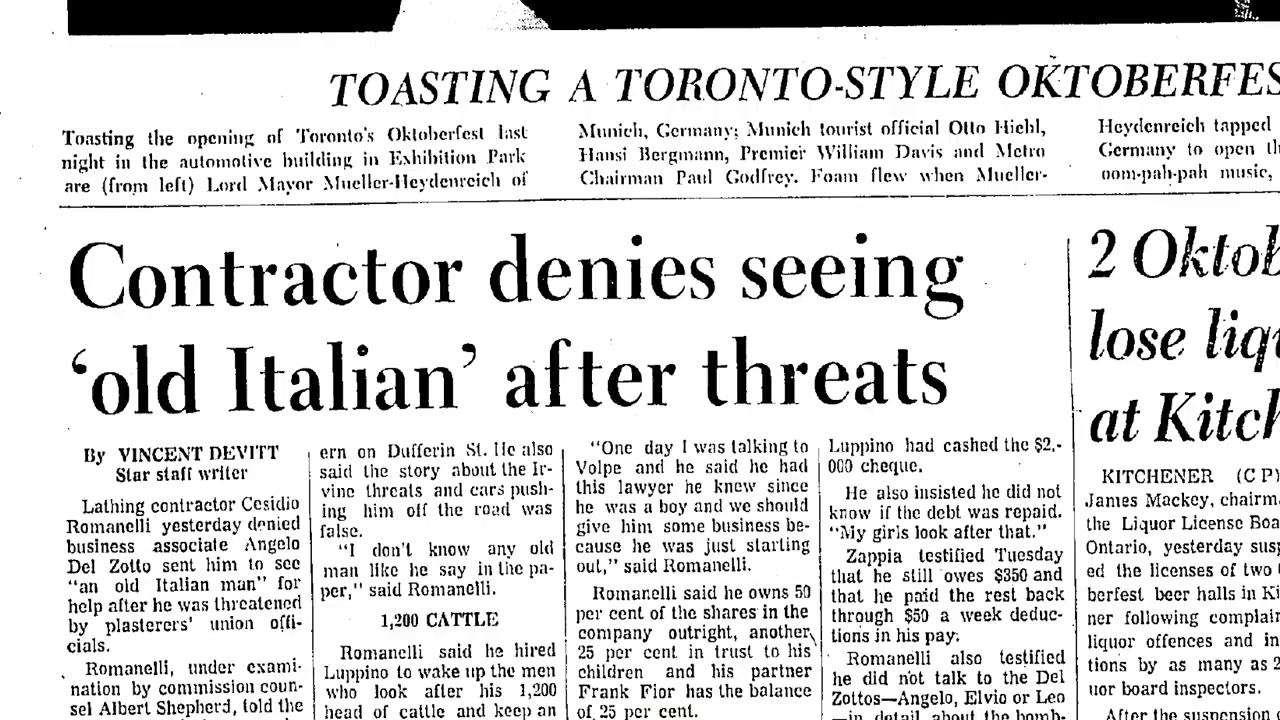 TOASTING A TORONTO-STYLE OKTOBERFES
Toasting the opening of Toronto's Oktoberfest last
night in the automotive building in Exhibition Park
are (from left) Lord Mayor Mueller-Heydenreich of
Munich, Germany; Munich tourist official Otto Hiehl,
Hansi Bergmann, Premier William Davis and Metro
Chairman Paul Godfrey. Foam flew when Mueller-
Heydenreich tapped
Germany to open th
oom-pah-pah music,
Contractor denies seeing
‘old Italian’ after threats
By VINCENT DEVITT
Star staff writer
Lathing contractor Cesidio
Romanelli yesterday denied
business associate Angelo
Del Zotto sent him to see
"an old Italian man" for
help after he was threatened
by plasterers' union offi-
cials.
Romanelli, under exami-
nation by commission coun-
sel Albert Shepherd, told the
ern on Dufferin St. He also
said the story about the Ir-
vine threats and cars push-
ing him off the road was
false.
"I don't know any old
man like he say in the pa-
per," said Romanelli.
1,200 CATTLE
Romanelli said he hired
Luppino to wake up the men
who look after his 1,200
head of cattle and keep an
"One day I was talking to
Volpe and he said he had
this lawyer he knew since
he was a boy and we should
give him some business be-
cause he was just starting
out," said Romanelli.
Romanelli said he owns 50
per cent of the shares in the
company outright, another
25 per cent in trust to his
children and his partner
Frank Fior has the balance
of 25 per cent.
Luppino had cashed the $2,-
000 cheque.
He also insisted he did not
know if the debt was repaid.
"My girls look after that."
Zappia testified Tuesday
that he still owes $350 and
that he paid the rest back
through $50 a week deduc-
tions in his pay.
Romanelli also testified
he did not talk to the Del
Zottos—Angelo, Elvio or Leo
—in detail about the bomb-
2 Oktob
lose liqu
at Kitch
KITCHENER (CP)
James Mackey, chairm
the Liquor License Boa
Ontario, yesterday susp
ed the licenses of two O
berfest beer halls in Ki
ner following complain
liquor offences and in
tions by as many as 2
uor board inspectors.
After the suspension o